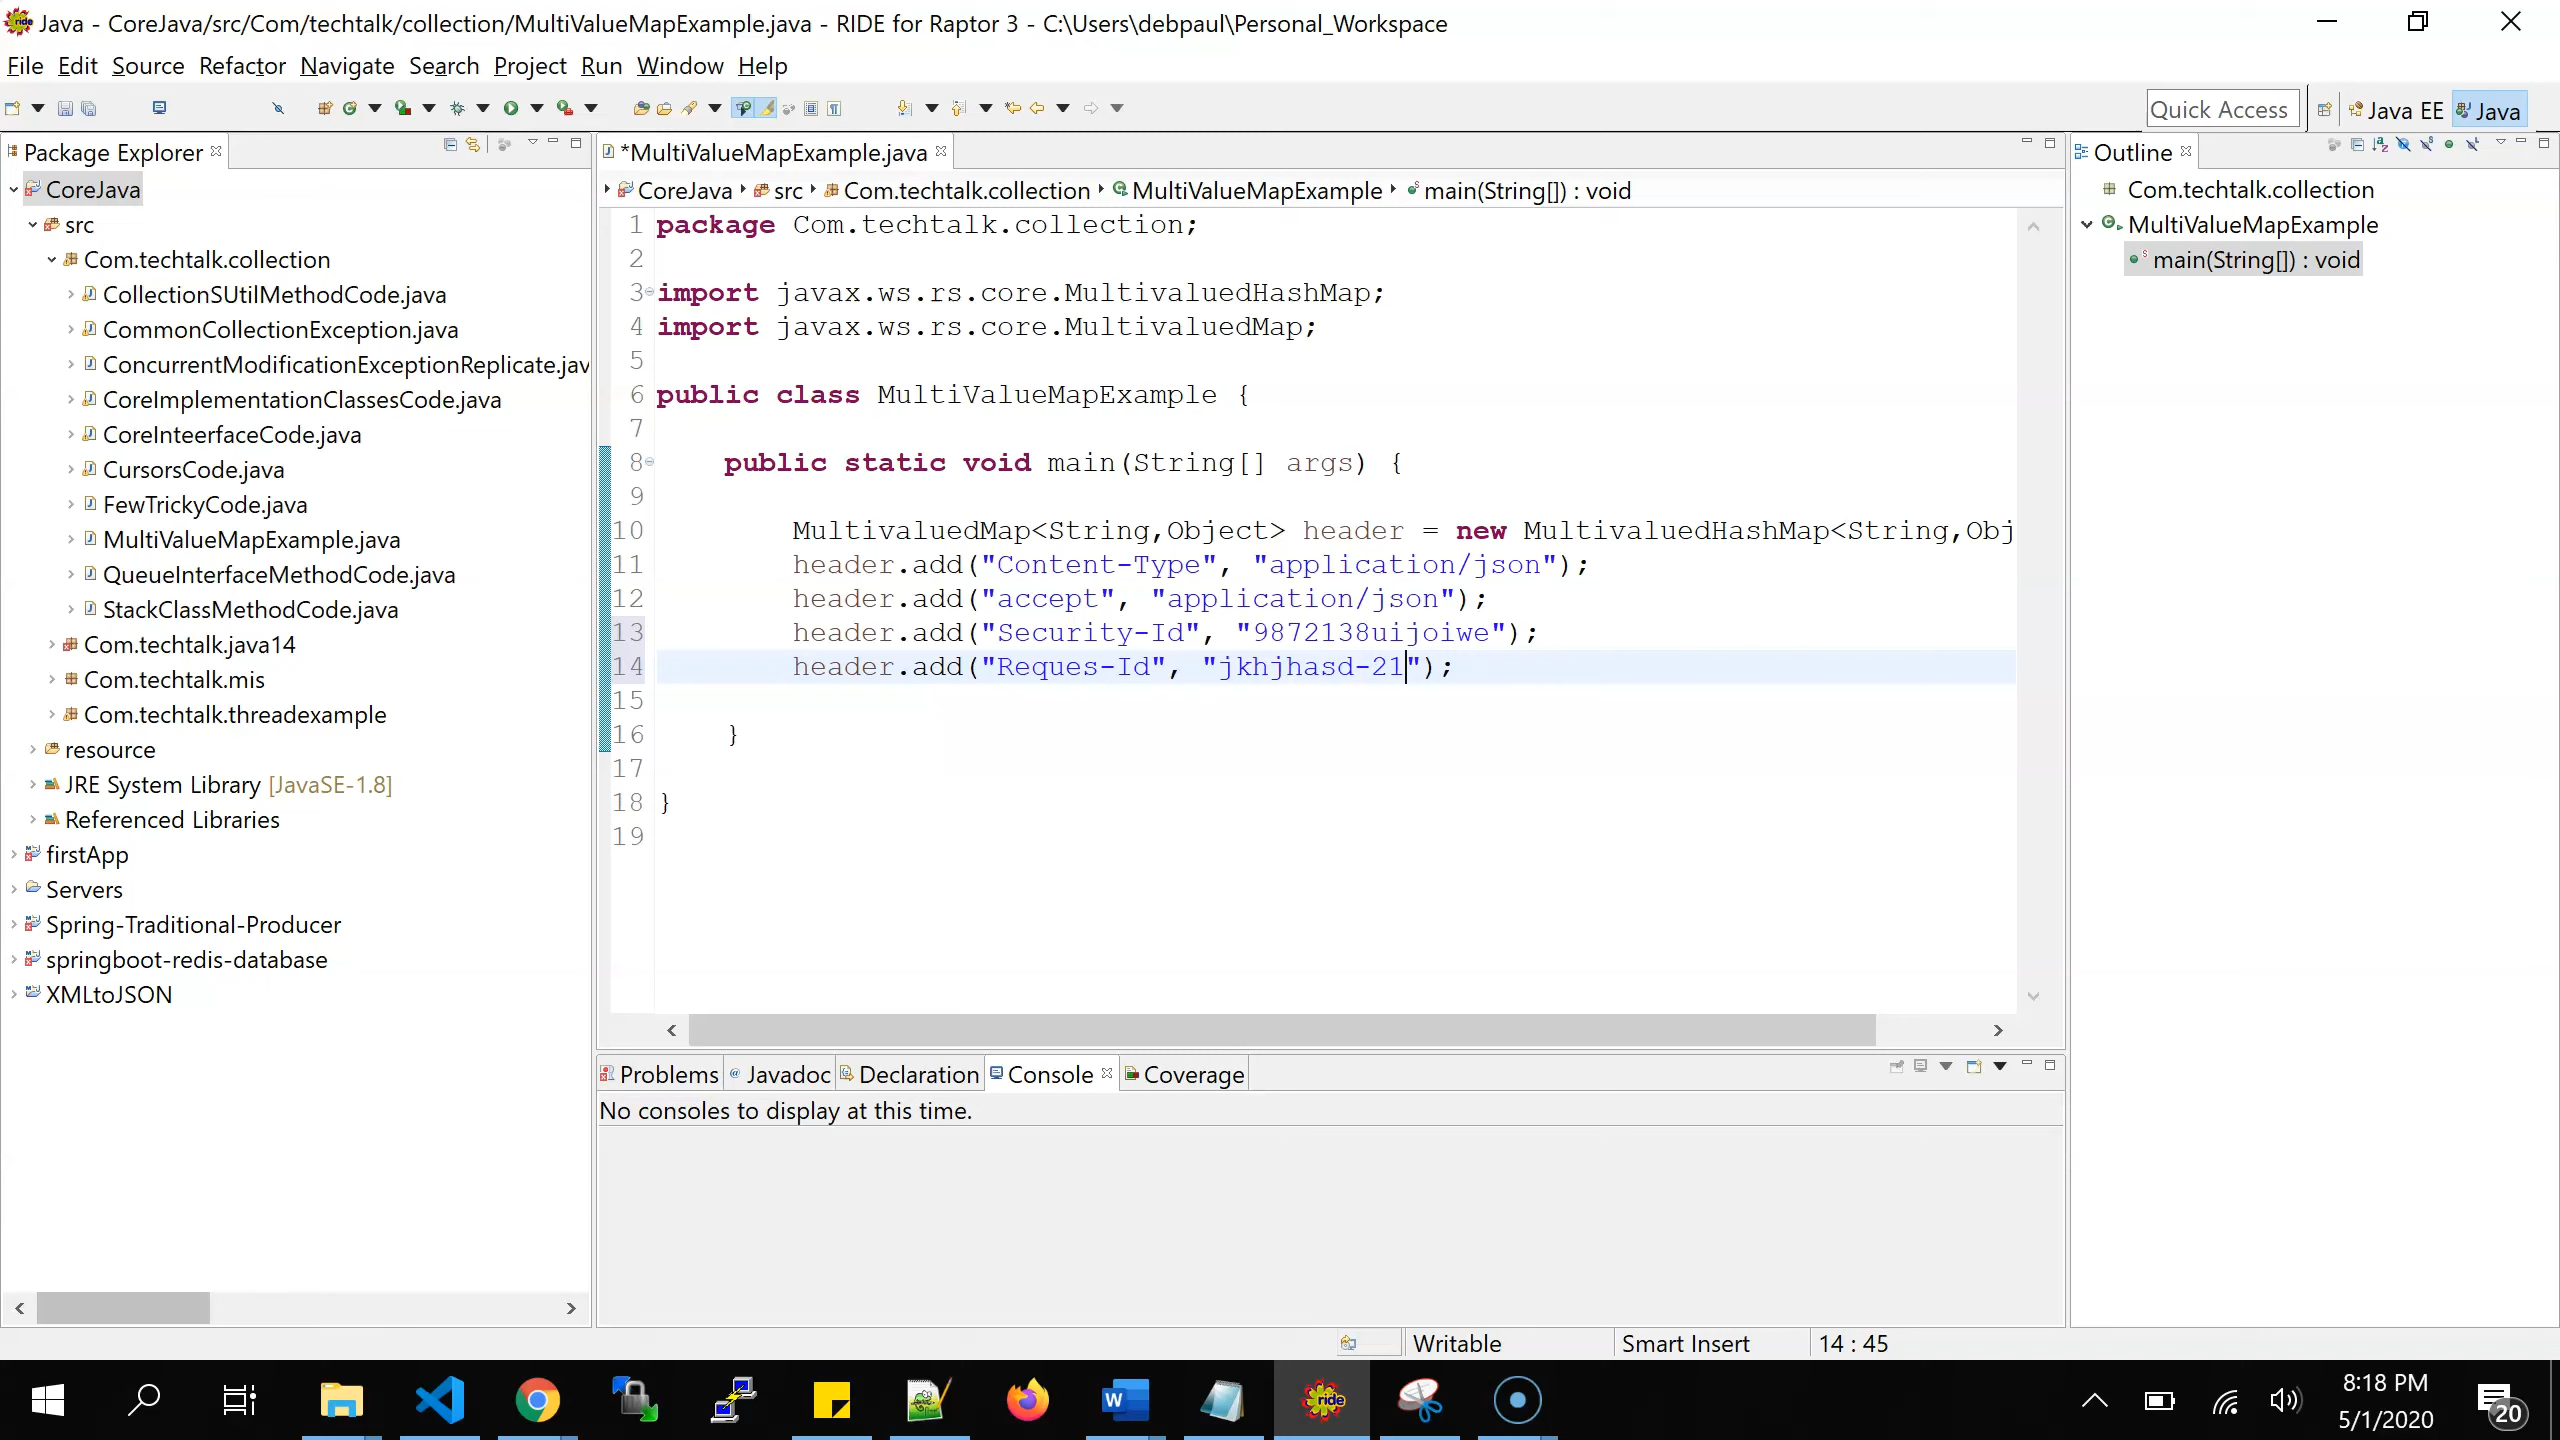 Java - CoreJava/src/Com/techtalk/collection/MultiValueMapExample.java - RIDE for Raptor 3 - C:\Users\debpaul\Personal_Workspace
File Edit Source Refactor Navigate Search Project Run Window Help
Quick Access
Java EE
Java
Package Explorer
CoreJava
src
Com.techtalk.collection
CollectionSUtilMethodCode.java
CommonCollectionException.java
ConcurrentModificationExceptionReplicate.jav
CoreImplementationClassesCode.java
CoreInteerfaceCode.java
CursorsCode.java
FewTrickyCode.java
MultiValueMapExample.java
QueueInterfaceMethodCode.java
StackClassMethodCode.java
Com.techtalk.java14
Com.techtalk.mis
Com.techtalk.threadexample
resource
JRE System Library [JavaSE-1.8]
Referenced Libraries
firstApp
Servers
Spring-Traditional-Producer
springboot-redis-database
XMLtoJSON
*MultiValueMapExample.java
CoreJava src Com.techtalk.collection MultiValueMapExample main(String[]) : void
1 package Com.techtalk.collection;
2
3 import javax.ws.rs.core.MultivaluedHashMap;
4 import javax.ws.rs.core.MultivaluedMap;
5
6 public class MultiValueMapExample {
7
8 public static void main(String[] args) {
9
10 MultivaluedMap<String,Object> header = new MultivaluedHashMap<String,Obj
11 header.add("Content-Type", "application/json");
12 header.add("accept", "application/json");
13 header.add("Security-Id", "9872138uijoiwe");
14 header.add("Reques-Id", "jkhjhasd-21");
15
16 }
17
18 }
19
Problems Javadoc Declaration Console Coverage
No consoles to display at this time.
Outline
Com.techtalk.collection
MultiValueMapExample
main(String[]) : void
Writable
Smart Insert
14 : 45
ride
8:18 PM
5/1/2020
20